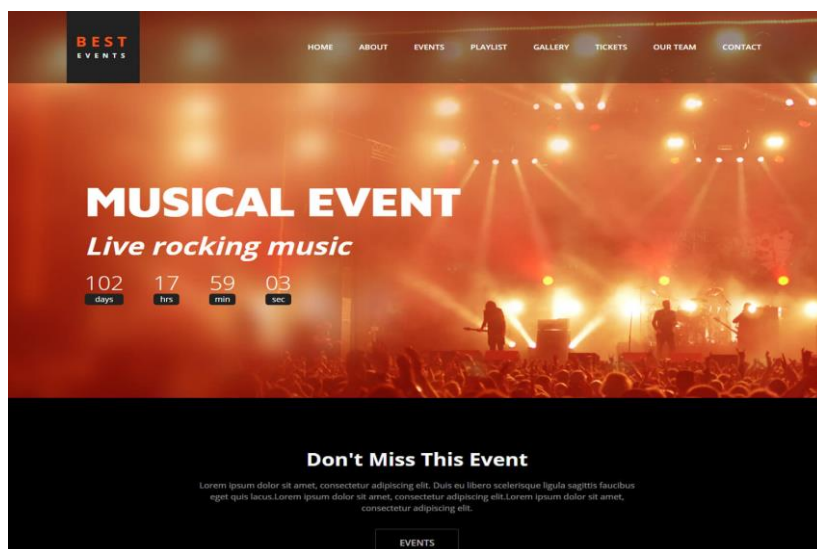 BEST
EVENTS
HOME ABOUT EVENTS PLAYLIST GALLERY TICKETS OUR TEAM CONTACT
MUSICAL EVENT
Live rocking music
102 17 59 03
days hrs min sec
Don't Miss This Event
Lorem ipsum dolor sit amet, consectetur adipiscing elit. Duis eu libero scelerisque ligula sagittis faucibus
eget quis lacus.Lorem ipsum dolor sit amet, consectetur adipiscing elit.Lorem ipsum dolor sit amet,
consectetur adipiscing elit.
EVENTS